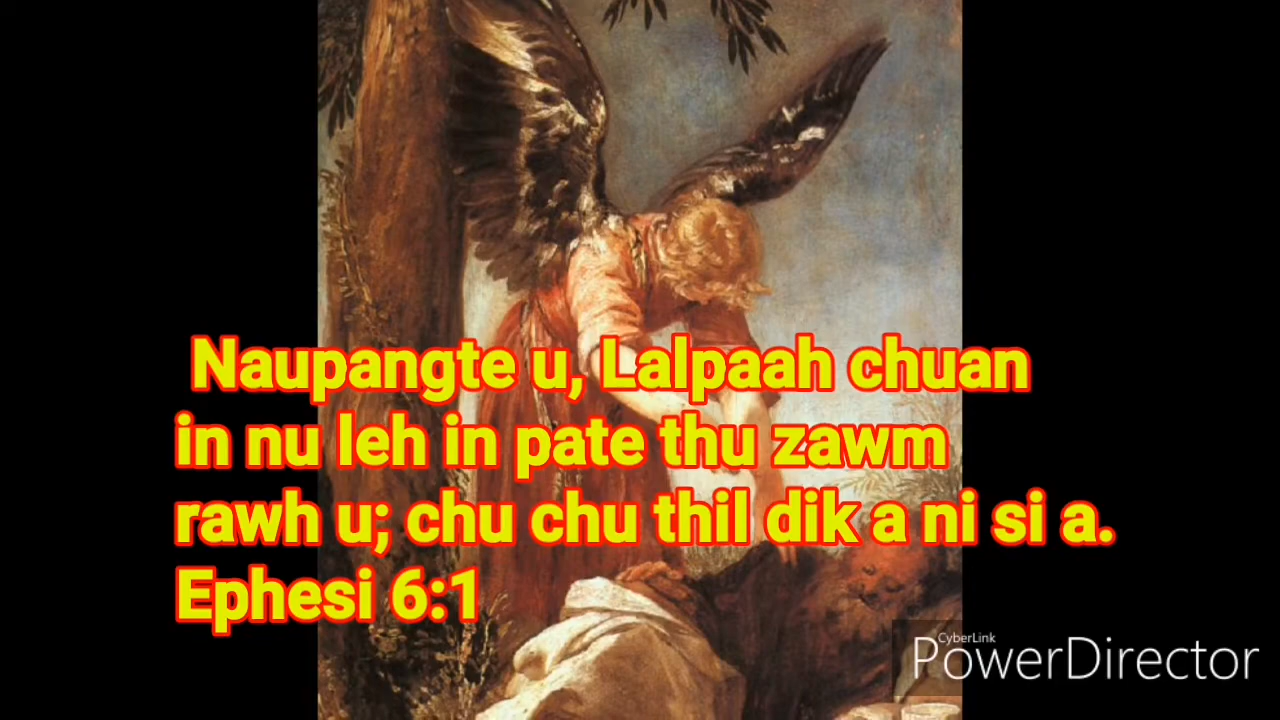 Naupangte u, Lalpaah chuan
in nu leh in pate thu zawm
rawh u; chu chu thil dik a ni si a.
Ephesi 6:1
CyberLink
PowerDirector